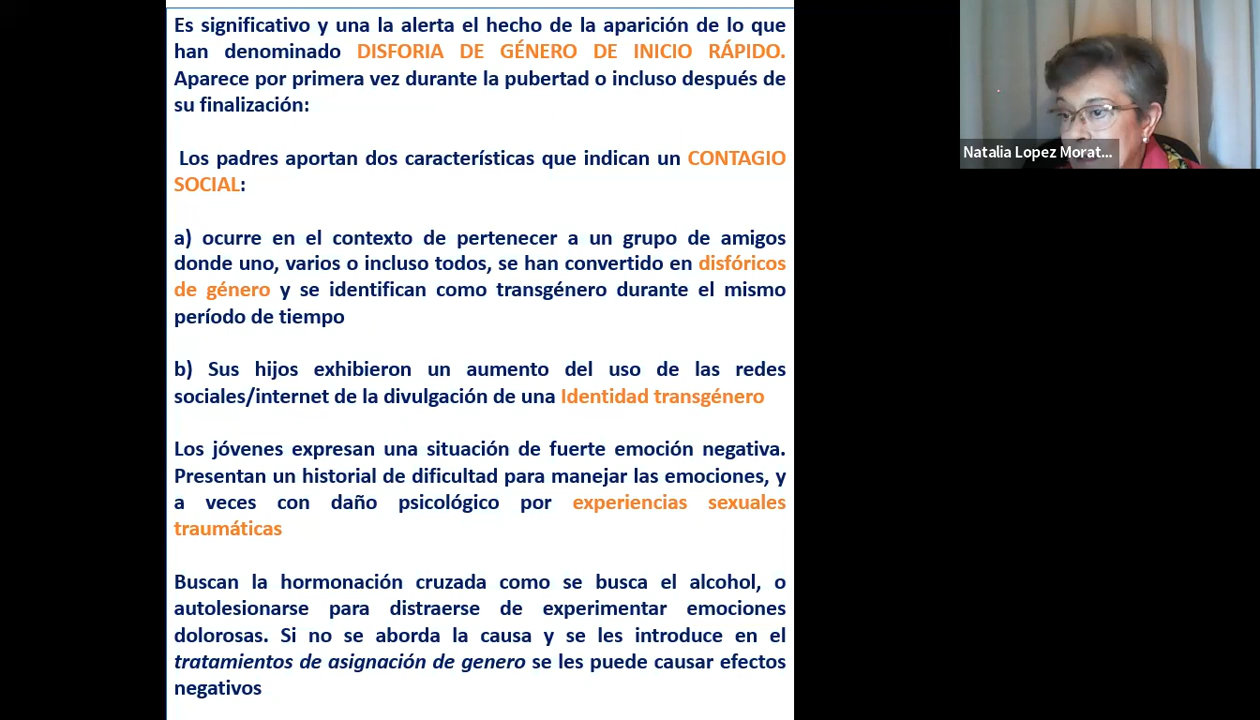 Es significativo y una la alerta el hecho de la aparición de lo que
han denominado DISFORIA DE GÉNERO DE INICIO RÁPIDO.
Aparece por primera vez durante la pubertad o incluso después de
su finalización:
Los padres aportan dos características que indican un CONTAGIO
SOCIAL:
a) ocurre en el contexto de pertenecer a un grupo de amigos
donde uno, varios o incluso todos, se han convertido en disfóricos
de género y se identifican como transgénero durante el mismo
período de tiempo
b) Sus hijos exhibieron un aumento del uso de las redes
sociales/internet de la divulgación de una Identidad transgénero
Los jóvenes expresan una situación de fuerte emoción negativa.
Presentan un historial de dificultad para manejar las emociones, y
a veces con daño psicológico por experiencias sexuales
traumáticas
Buscan la hormonación cruzada como se busca el alcohol, o
autolesionarse para distraerse de experimentar emociones
dolorosas. Si no se aborda la causa y se les introduce en el
tratamientos de asignación de genero se les puede causar efectos
negativos
Natalia Lopez Morat...